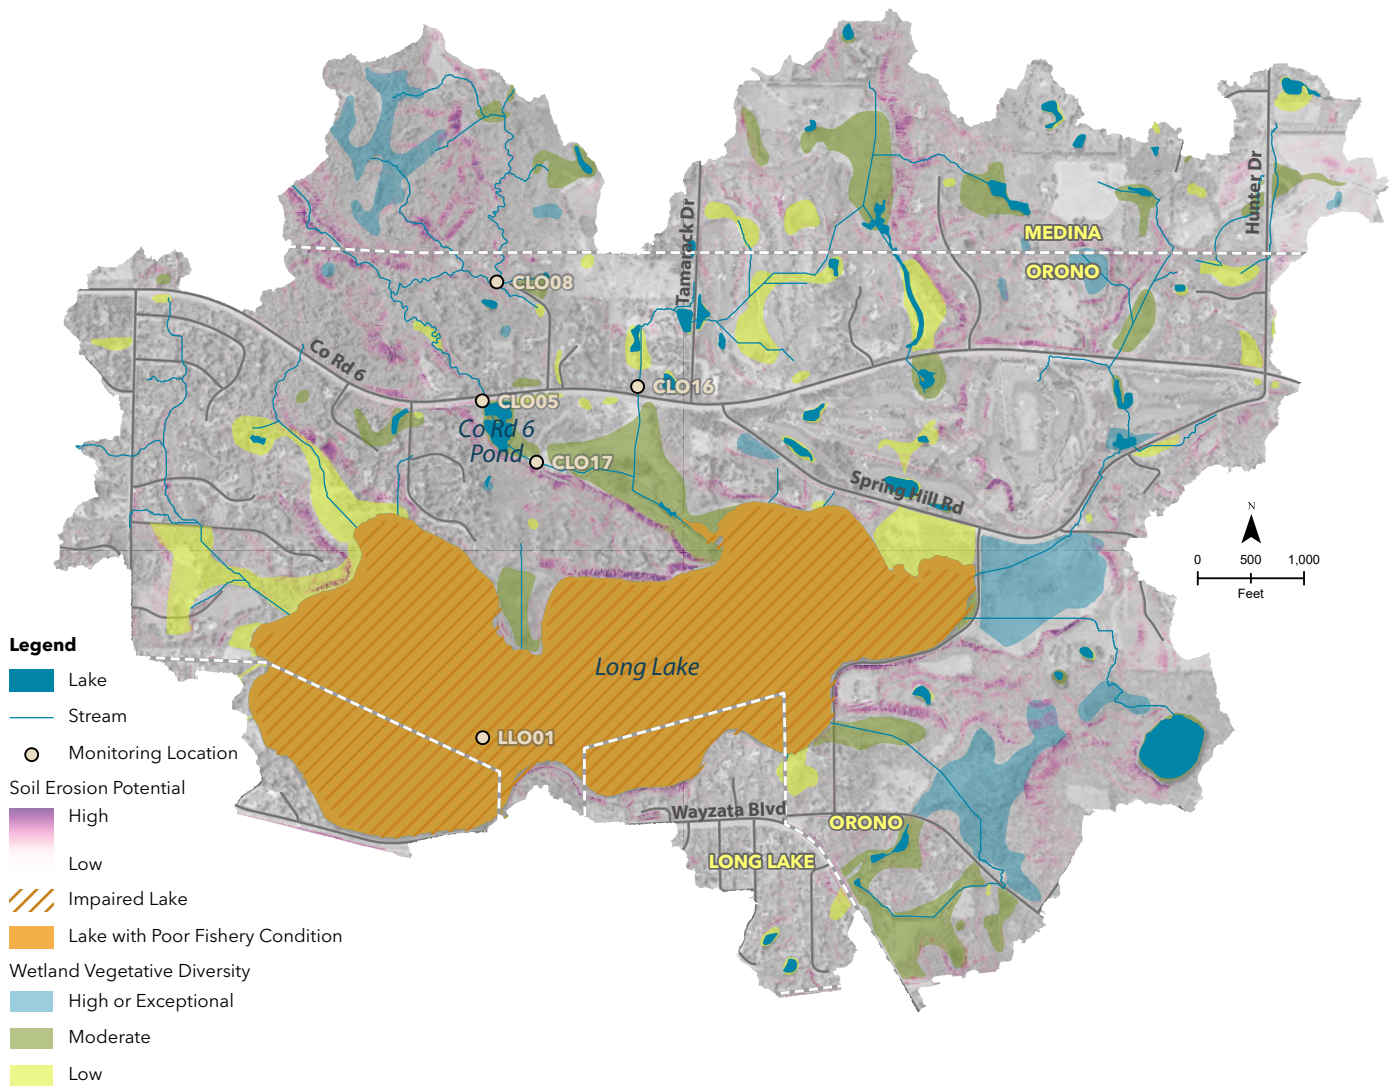 MEDINA
ORONO
Hunter Dr
Tamarack Dr
CLO08
Co Rd 6
CLO16
CLO05
Co Rd 6
Pond
CLO17
Spring Hill Rd
N
0 500 1,000
Feet
Long Lake
LLO01
Wayzata Blvd
ORONO
LONG LAKE
Legend
Lake
Stream
Monitoring Location
Soil Erosion Potential
High
Low
Impaired Lake
Lake with Poor Fishery Condition
Wetland Vegetative Diversity
High or Exceptional
Moderate
Low